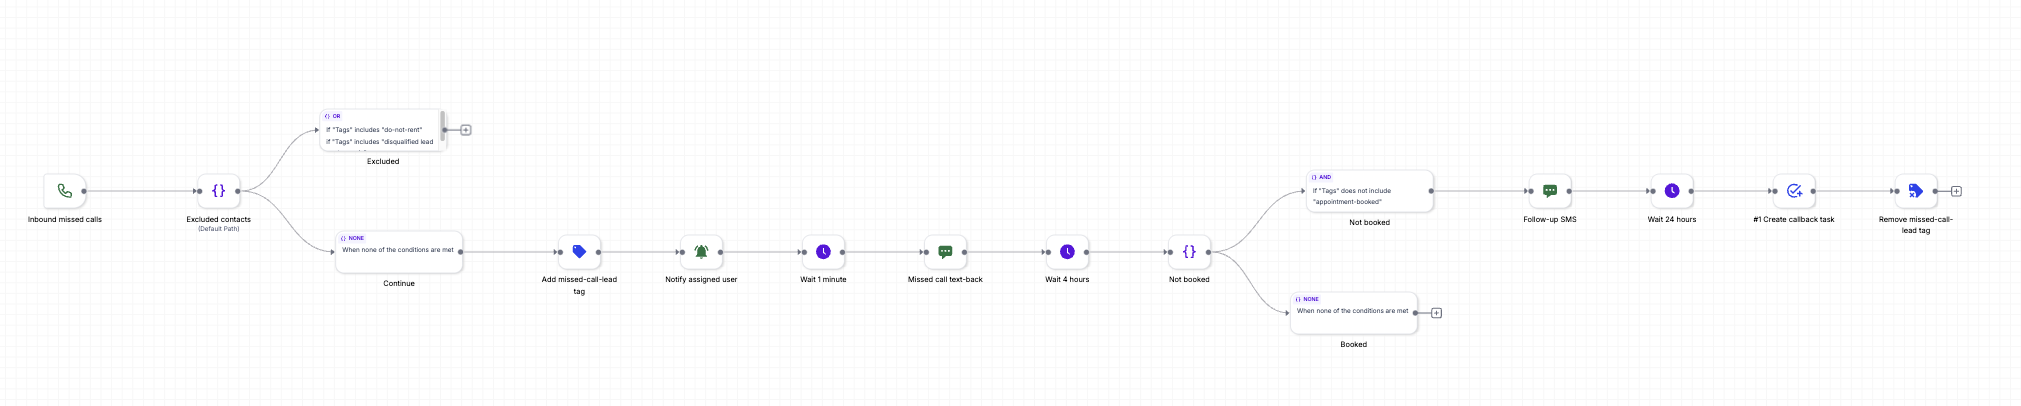 {} OR
If "Tags" includes "do-not-rent"
If "Tags" includes "disqualified lead
Excluded
Inbound missed calls
{}
Excluded contacts
(Default Path)
{} NONE
When none of the conditions are met
Continue
Add missed-call-lead
tag
Notify assigned user
Wait 1 minute
Missed call text-back
Wait 4 hours
{}
Not booked
{} AND
If "Tags" does not include
"appointment-booked"
Not booked
{} NONE
When none of the conditions are met
Booked
Follow-up SMS
Wait 24 hours
#1 Create callback task
Remove missed-call-
lead tag